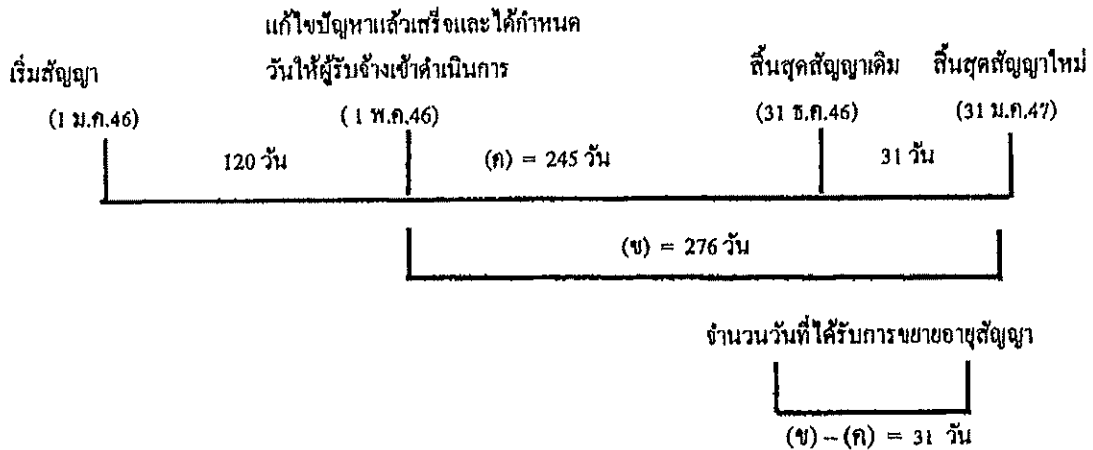 แก้ไขปัญหาแล้วเสร็จและได้กำหนด
เริ่มสัญญา วันให้ผู้รับจ้างเข้าดำเนินการ สิ้นสุดสัญญาเดิม สิ้นสุดสัญญาใหม่
(1 ม.ค.46) ( 1 พ.ค.46) (31 ธ.ค.46) (31 ม.ค.47)
120 วัน (ค) = 245 วัน 31 วัน
(ข) = 276 วัน
จำนวนวันที่ได้รับการขยายอายุสัญญา
(ข) – (ค) = 31 วัน